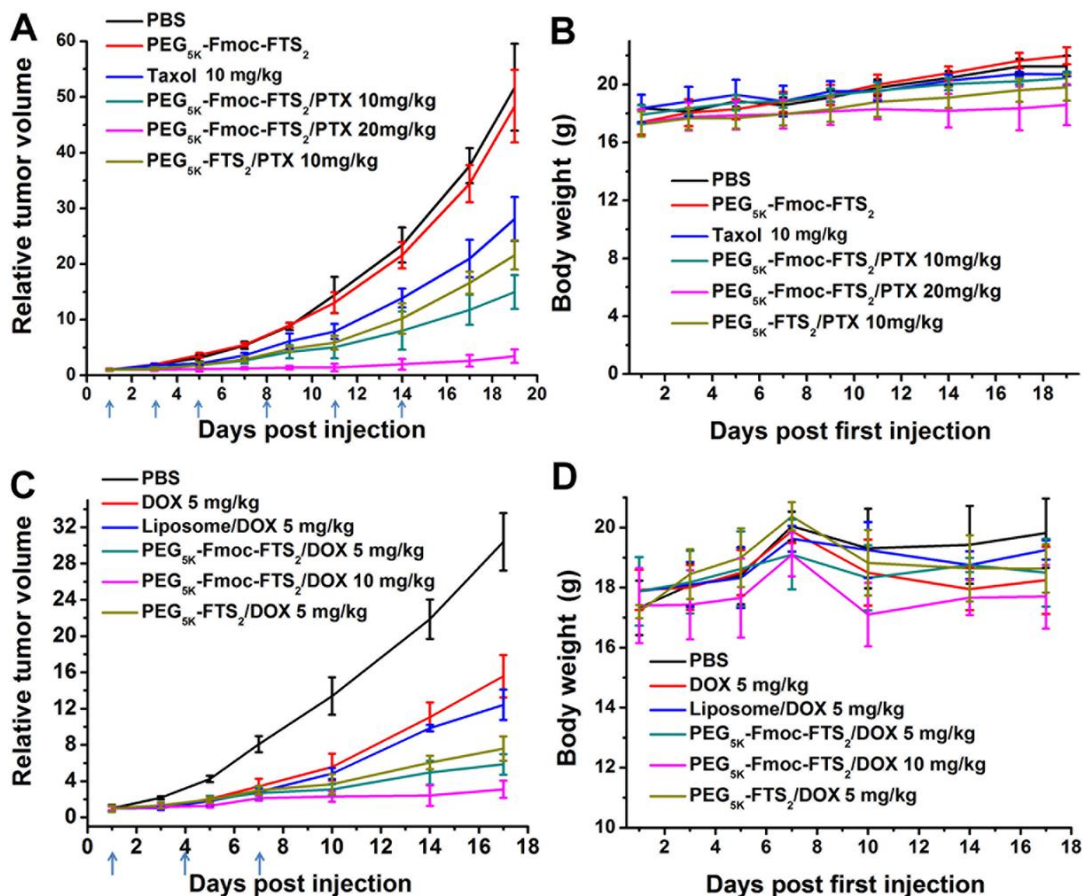 A
PBS
PEG5K-Fmoc-FTS2
Taxol 10 mg/kg
PEG5K-Fmoc-FTS2/PTX 10mg/kg
PEG5K-Fmoc-FTS2/PTX 20mg/kg
PEG5K-FTS2/PTX 10mg/kg
Relative tumor volume
60
50
40
30
20
10
0
0 2 4 6 8 10 12 14 16 18 20
Days post injection
B
Body weight (g)
20
18
16
14
12
10
8
6
4
2
0
PBS
PEG5K-Fmoc-FTS2
Taxol 10 mg/kg
PEG5K-Fmoc-FTS2/PTX 10mg/kg
PEG5K-Fmoc-FTS2/PTX 20mg/kg
PEG5K-FTS2/PTX 10mg/kg
2 4 6 8 10 12 14 16 18
Days post first injection
C
PBS
DOX 5 mg/kg
Liposome/DOX 5 mg/kg
PEG5K-Fmoc-FTS2/DOX 5 mg/kg
PEG5K-Fmoc-FTS2/DOX 10 mg/kg
PEG5K-FTS2/DOX 5 mg/kg
Relative tumor volume
32
28
24
20
16
12
8
4
0
0 2 4 6 8 10 12 14 16 18
Days post injection
D
Body weight (g)
20
18
16
14
12
10
PBS
DOX 5 mg/kg
Liposome/DOX 5 mg/kg
PEG5K-Fmoc-FTS2/DOX 5 mg/kg
PEG5K-Fmoc-FTS2/DOX 10 mg/kg
PEG5K-FTS2/DOX 5 mg/kg
2 4 6 8 10 12 14 16 18
Days post first injection